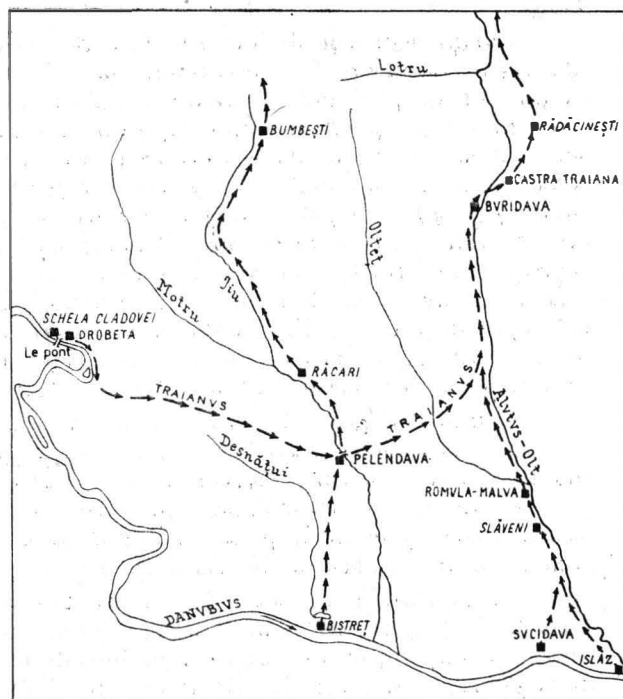 Lotru
BUMBEȘTI
RĂDĂCINEȘTI
CASTRA TRAIANA
BVRIDAVA
Olteț
Motru
Jiu
SCHELA CLADOVEI
DROBETA
Le pont
RĂCARI
TRAIANVS
TRAIANVS
Alvtvs-Olt
Desnățui
PELENDAVA
ROMVLA-MALVA
SLĂVENI
DANVBIVS
BISTREȚ
SVCIDAVA
ISLAZ